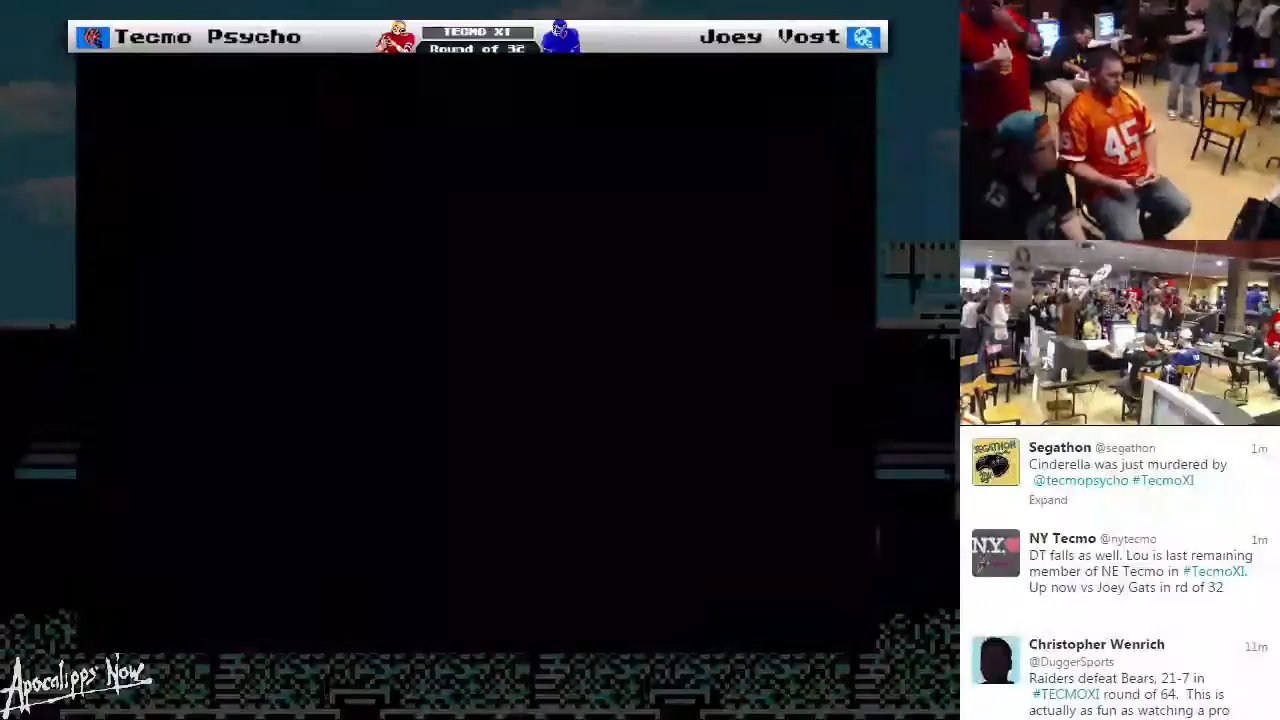 Tecmo Psycho
TECMO XI
Round of 32
Joey Vost
45
Segathon @segathon 1m
Cinderella was just murdered by
@tecmopsycho #TecmoXI
Expand
NY Tecmo @nytecmo 1m
DT falls as well. Lou is last remaining
member of NE Tecmo in #TecmoXI.
Up now vs Joey Gats in rd of 32
Christopher Wenrich 11m
@DuggerSports
Raiders defeat Bears, 21-7 in
#TECMOXI round of 64. This is
actually as fun as watching a pro
SEGATHON
N.Y.
Apocalipps Now